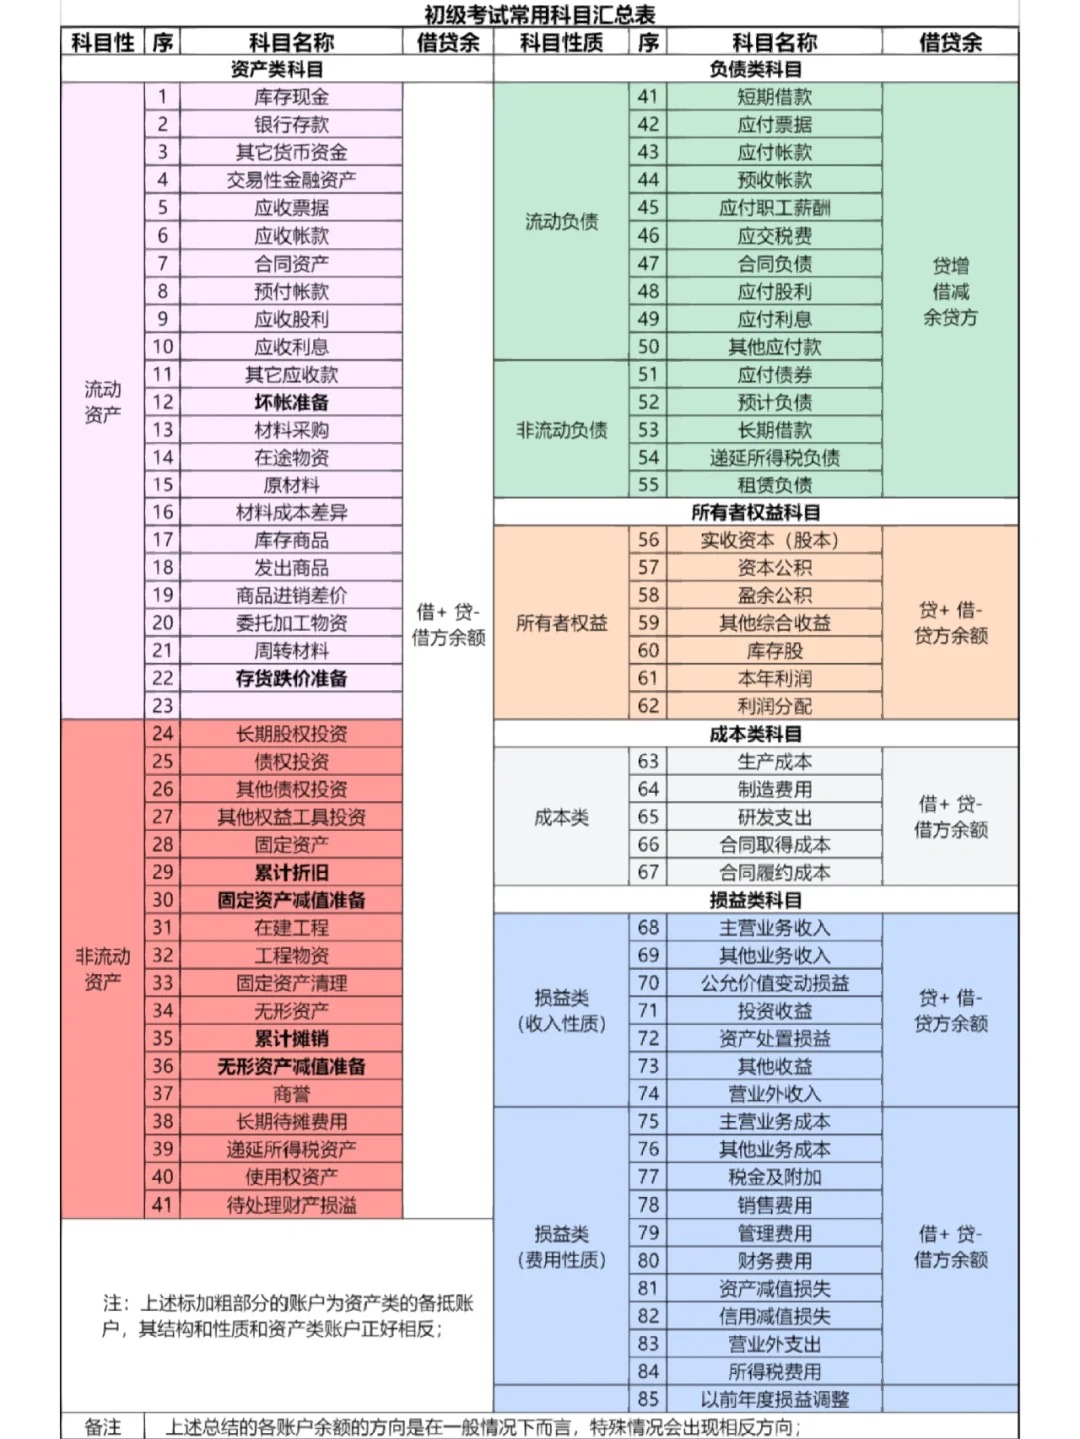 初级考试常用科目汇总表
科目性 序 科目名称 借贷余 科目性质 序 科目名称 借贷余
资产类科目 负债类科目
流动
资产
1 库存现金
2 银行存款
3 其它货币资金
4 交易性金融资产
5 应收票据
6 应收帐款
7 合同资产
8 预付帐款
9 应收股利
10 应收利息
11 其它应收款
12 坏帐准备
13 材料采购
14 在途物资
15 原材料
16 材料成本差异
17 库存商品
18 发出商品
19 商品进销差价
20 委托加工物资
21 周转材料
22 存货跌价准备
23
非流动
资产
24 长期股权投资
25 债权投资
26 其他债权投资
27 其他权益工具投资
28 固定资产
29 累计折旧
30 固定资产减值准备
31 在建工程
32 工程物资
33 固定资产清理
34 无形资产
35 累计摊销
36 无形资产减值准备
37 商誉
38 长期待摊费用
39 递延所得税资产
40 使用权资产
41 待处理财产损溢
借+ 贷-
借方余额
注：上述标加粗部分的账户为资产类的备抵账
户，其结构和性质和资产类账户正好相反；
流动负债
41 短期借款
42 应付票据
43 应付帐款
44 预收帐款
45 应付职工薪酬
46 应交税费
47 合同负债
48 应付股利
49 应付利息
50 其他应付款
非流动负债
51 应付债券
52 预计负债
53 长期借款
54 递延所得税负债
55 租赁负债
贷增
借减
余贷方
所有者权益科目
所有者权益
56 实收资本（股本）
57 资本公积
58 盈余公积
59 其他综合收益
60 库存股
61 本年利润
62 利润分配
贷+ 借-
贷方余额
成本类科目
成本类
63 生产成本
64 制造费用
65 研发支出
66 合同取得成本
67 合同履约成本
借+ 贷-
借方余额
损益类科目
损益类
（收入性质）
68 主营业务收入
69 其他业务收入
70 公允价值变动损益
71 投资收益
72 资产处置损益
73 其他收益
74 营业外收入
贷+ 借-
贷方余额
损益类
（费用性质）
75 主营业务成本
76 其他业务成本
77 税金及附加
78 销售费用
79 管理费用
80 财务费用
81 资产减值损失
82 信用减值损失
83 营业外支出
84 所得税费用
85 以前年度损益调整
借+ 贷-
借方余额
备注 上述总结的各账户余额的方向是在一般情况下而言，特殊情况会出现相反方向；